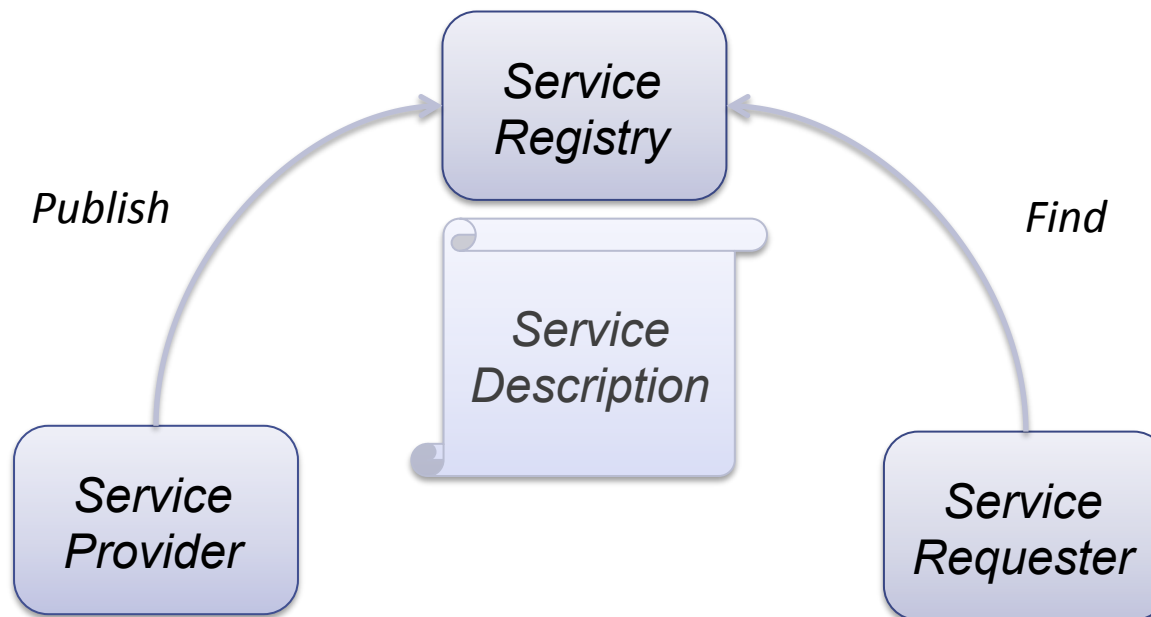 Service
Registry
Publish
Find
Service
Description
Service
Provider
Service
Requester